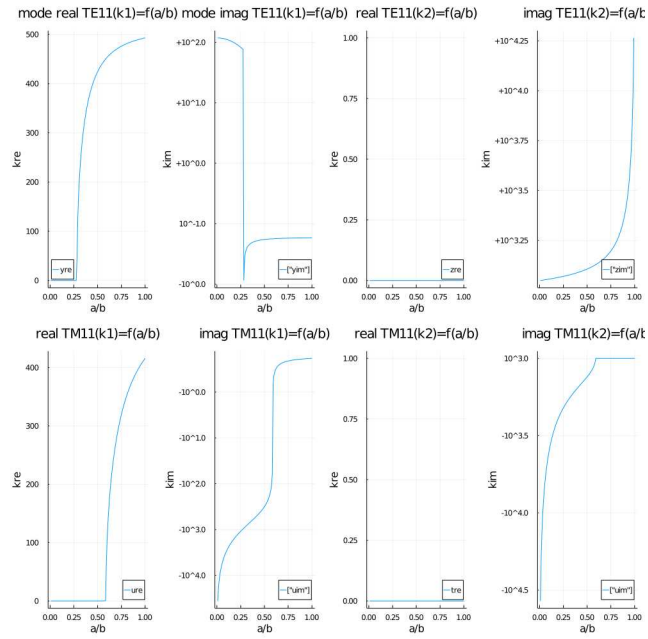 mode real TE11(k1)=f(a/b)
mode imag TE11(k1)=f(a/b)
real TE11(k2)=f(a/b)
imag TE11(k2)=f(a/b
500
400
300
200
100
0
kre
yre
0.00 0.25 0.50 0.75 1.00
a/b
+10^2.0
+10^1.0
+10^0.0
10^-1.0
-10^0.0
kim
["yim"]
0.00 0.25 0.50 0.75 1.00
a/b
1.00
0.75
0.50
0.25
0.00
kre
zre
0.00 0.25 0.50 0.75 1.00
a/b
+10^4.25
+10^4.0
+10^3.75
+10^3.5
+10^3.25
kim
["zim"]
0.00 0.25 0.50 0.75 1.00
a/b
real TM11(k1)=f(a/b)
imag TM11(k1)=f(a/b)
real TM11(k2)=f(a/b)
imag TM11(k2)=f(a/b
400
300
200
100
0
kre
ure
0.00 0.25 0.50 0.75 1.00
a/b
-10^0.0
-10^1.0
-10^2.0
-10^3.0
-10^4.0
kim
["uim"]
0.00 0.25 0.50 0.75 1.00
a/b
1.00
0.75
0.50
0.25
0.00
kre
tre
0.00 0.25 0.50 0.75 1.00
a/b
10^3.0
-10^3.5
-10^4.0
-10^4.5
kim
["uim"]
0.00 0.25 0.50 0.75 1.00
a/b